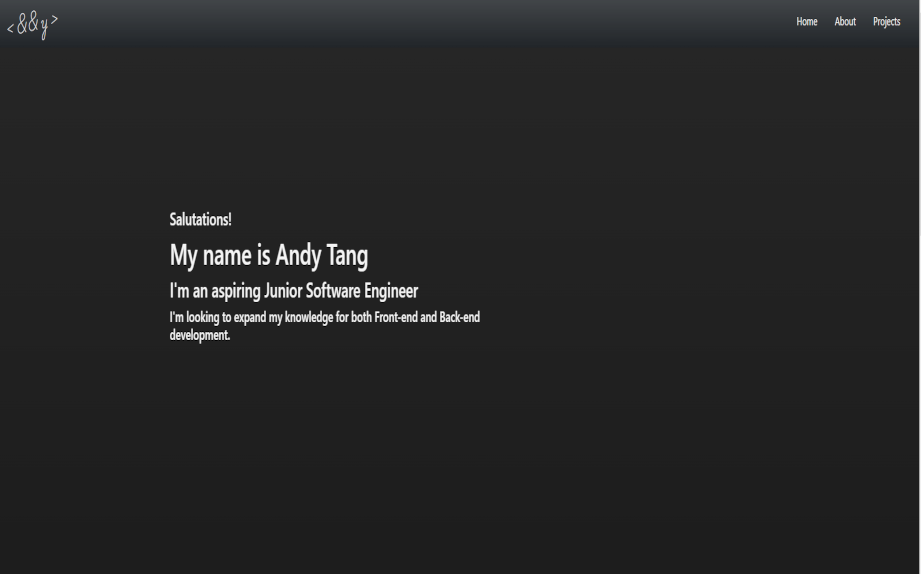 <&&y>
Home About Projects
Salutations!
My name is Andy Tang
I'm an aspiring Junior Software Engineer
I'm looking to expand my knowledge for both Front-end and Back-end
development.